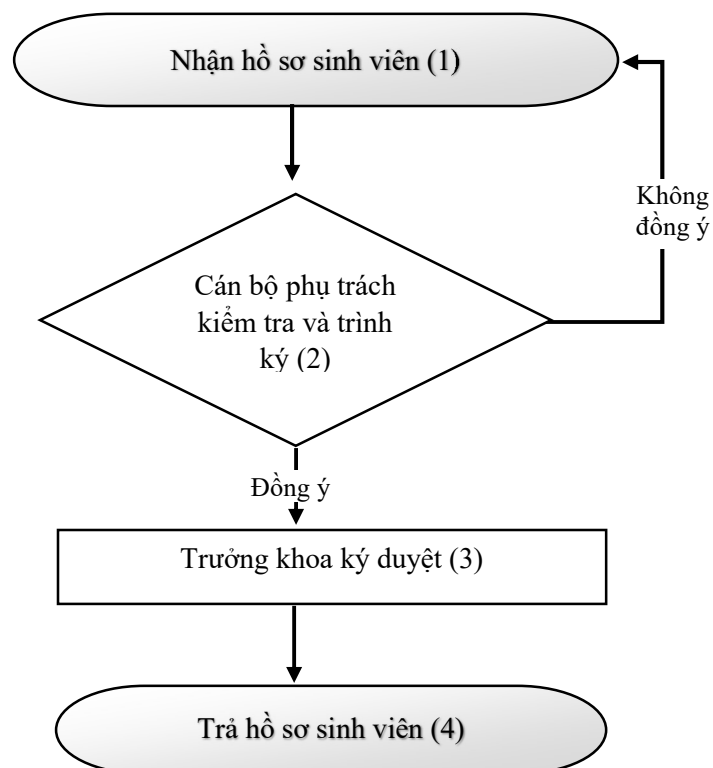 Nhận hồ sơ sinh viên (1)
Không
đồng ý
Cán bộ phụ trách
kiểm tra và trình
ký (2)
Đồng ý
Trưởng khoa ký duyệt (3)
Trả hồ sơ sinh viên (4)